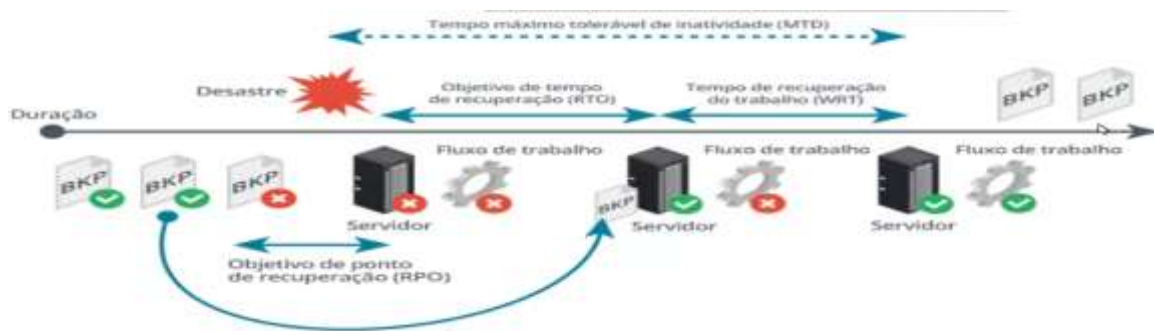 Tempo máximo tolerável de inatividade (MTD)
Desastre
Objetivo de tempo
de recuperação (RTO)
Tempo de recuperação
do trabalho (WRT)
BKP
BKP
Duração
BKP
BKP
BKP
Fluxo de trabalho
Fluxo de trabalho
Fluxo de trabalho
BKP
Servidor
Servidor
Servidor
Objetivo de ponto
de recuperação (RPO)